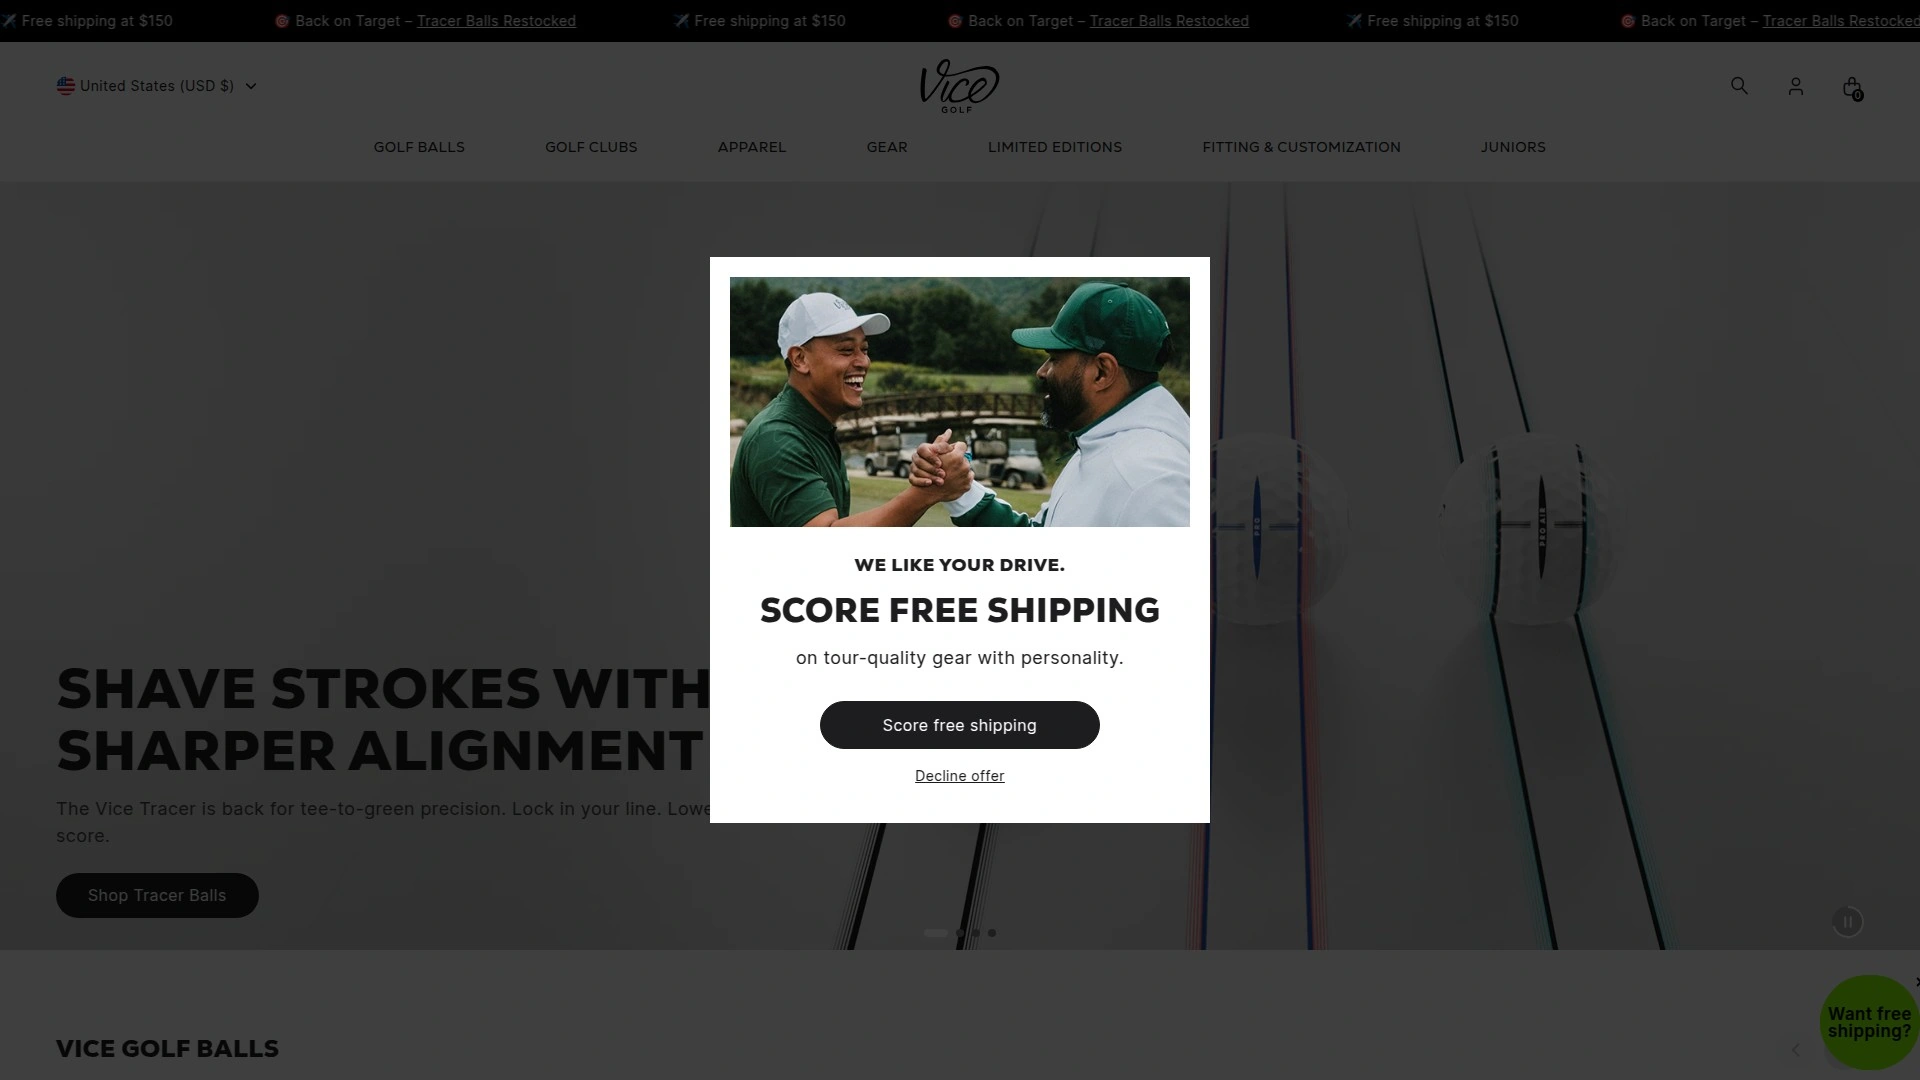 ✈️ Free shipping at $150 🎯 Back on Target – Tracer Balls Restocked ✈️ Free shipping at $150 🎯 Back on Target – Tracer Balls Restocked ✈️ Free shipping at $150 🎯 Back on Target – Tracer Balls Restocked
United States (USD $)
Vice
GOLF
0
GOLF BALLS GOLF CLUBS APPAREL GEAR LIMITED EDITIONS FITTING & CUSTOMIZATION JUNIORS
PRO
PRO AIR
WE LIKE YOUR DRIVE.
SCORE FREE SHIPPING
on tour-quality gear with personality.
Score free shipping
Decline offer
SHAVE STROKES WITH
SHARPER ALIGNMENT
The Vice Tracer is back for tee-to-green precision. Lock in your line.
score.
Shop Tracer Balls
Want free
shipping?
VICE GOLF BALLS